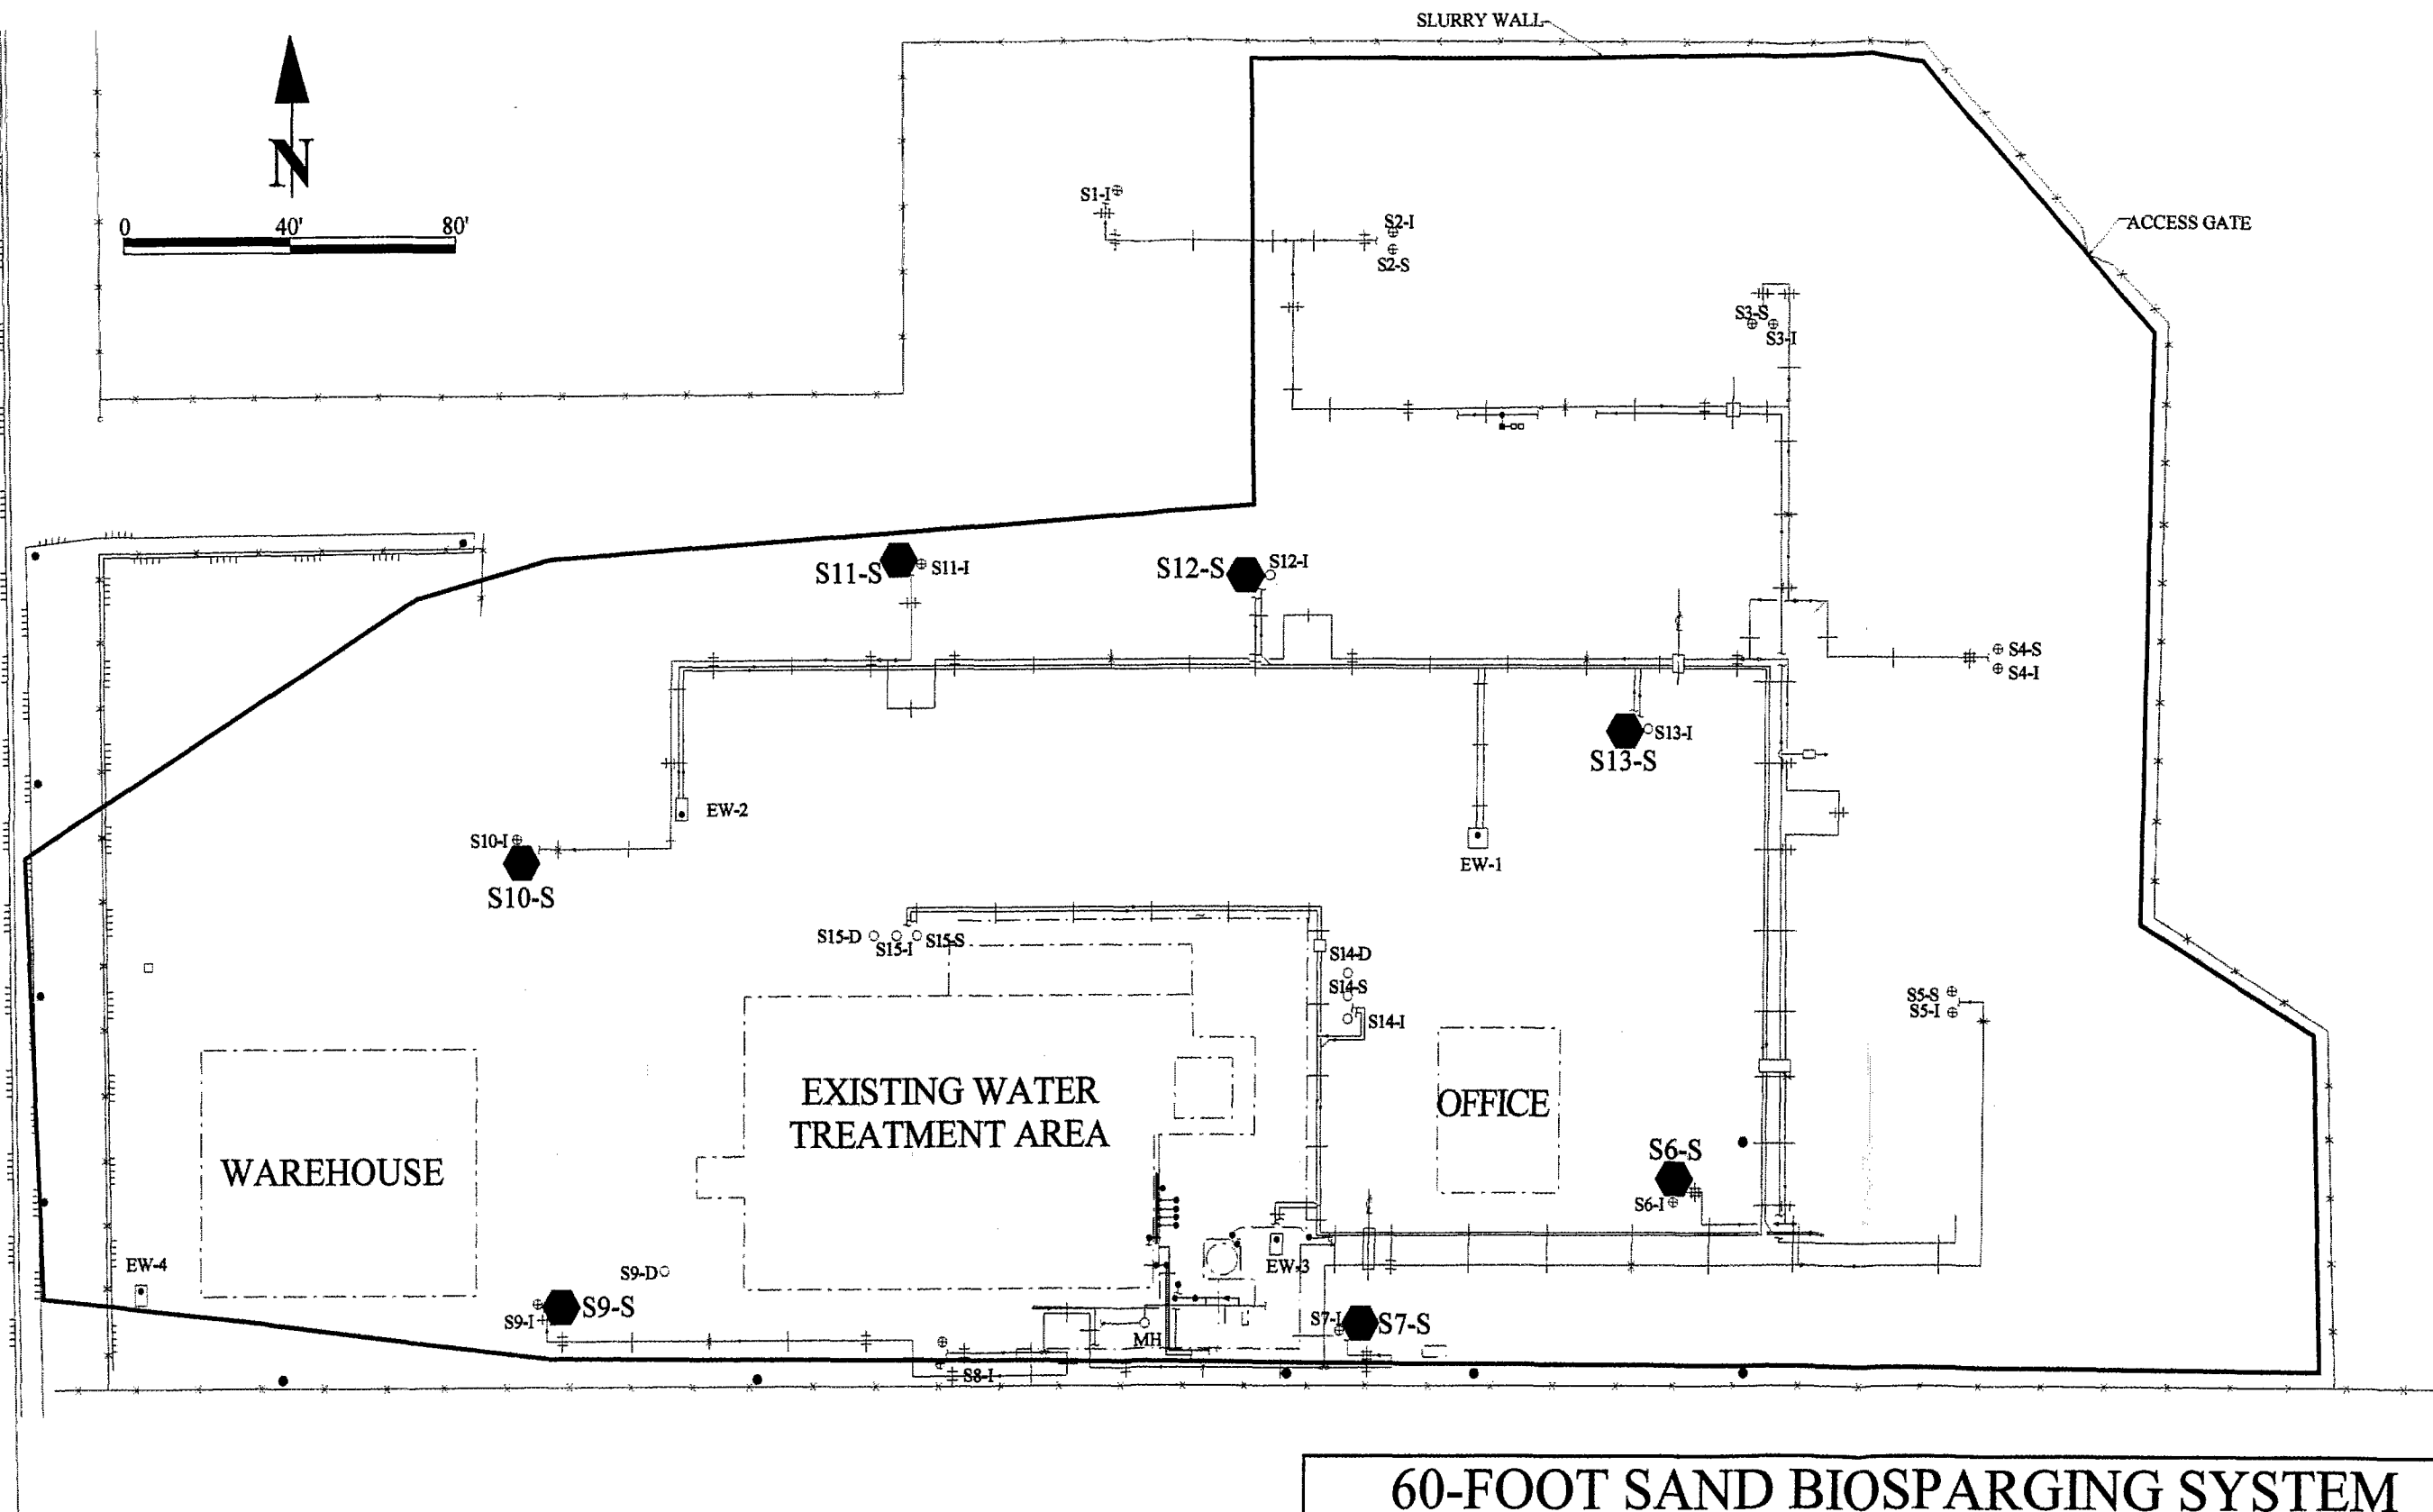 SLURRY WALL
N
0 40' 80'
S1-I
S2-I
S2-S
ACCESS GATE
S3-S
S3-I
S11-S
S11-I
S12-S
S12-I
S4-S
S4-I
S13-I
S13-S
EW-2
S10-I
S10-S
EW-1
S15-D
S15-I
S15-S
S14-D
S14-S
S14-I
S5-S
S5-I
EXISTING WATER
TREATMENT AREA
OFFICE
WAREHOUSE
S6-S
S6-I
EW-4
S9-D
EW-3
S9-S
S9-I
S7-I
S7-S
MH
S8-I
60-FOOT SAND BIOSPARGING SYSTEM